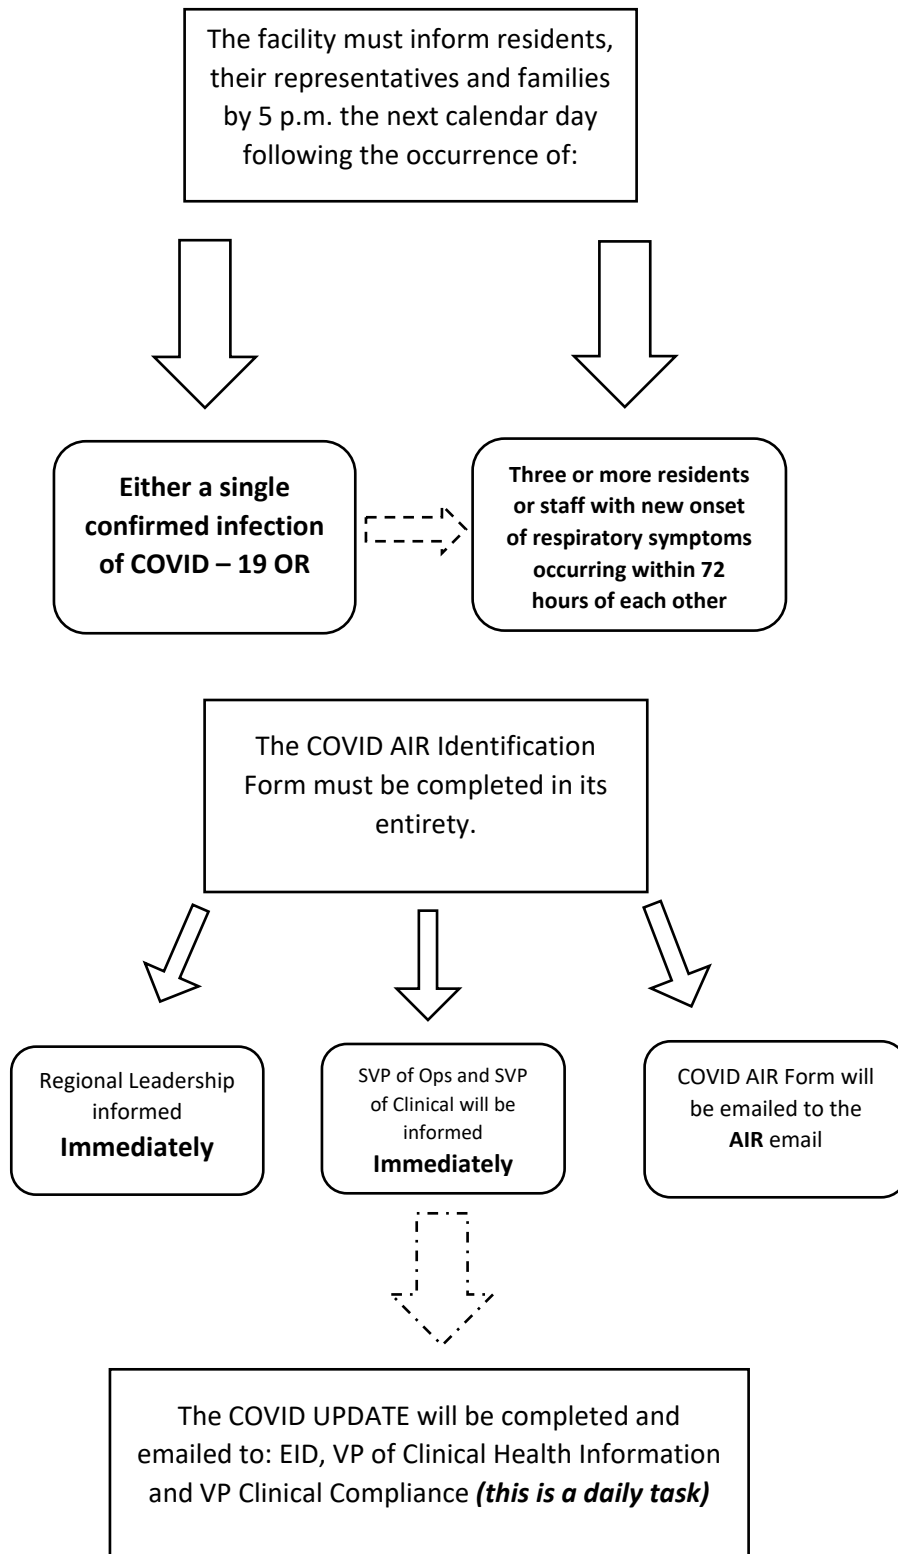 The facility must inform residents,
their representatives and families
by 5 p.m. the next calendar day
following the occurrence of:
Either a single
confirmed infection
of COVID – 19 OR
Three or more residents
or staff with new onset
of respiratory symptoms
occurring within 72
hours of each other
The COVID AIR Identification
Form must be completed in its
entirety.
Regional Leadership
informed
Immediately
SVP of Ops and SVP
of Clinical will be
informed
Immediately
COVID AIR Form will
be emailed to the
AIR email
The COVID UPDATE will be completed and
emailed to: EID, VP of Clinical Health Information
and VP Clinical Compliance (this is a daily task)